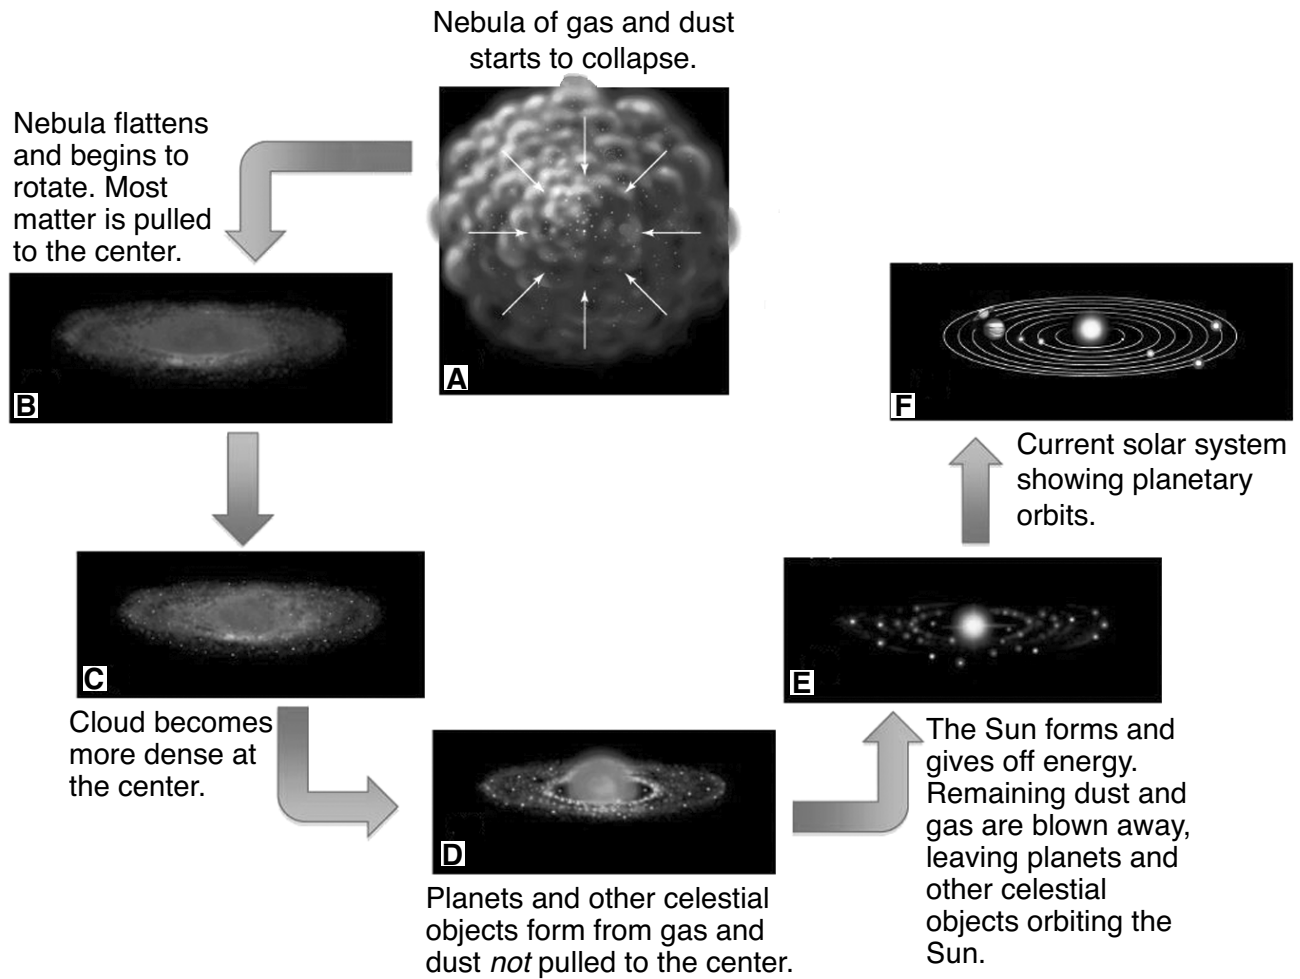 Nebula of gas and dust
starts to collapse.
A
Nebula flattens
and begins to
rotate. Most
matter is pulled
to the center.
B
C
Cloud becomes
more dense at
the center.
D
Planets and other celestial
objects form from gas and
dust not pulled to the center.
E
The Sun forms and
gives off energy.
Remaining dust and
gas are blown away,
leaving planets and
other celestial
objects orbiting the
Sun.
F
Current solar system
showing planetary
orbits.